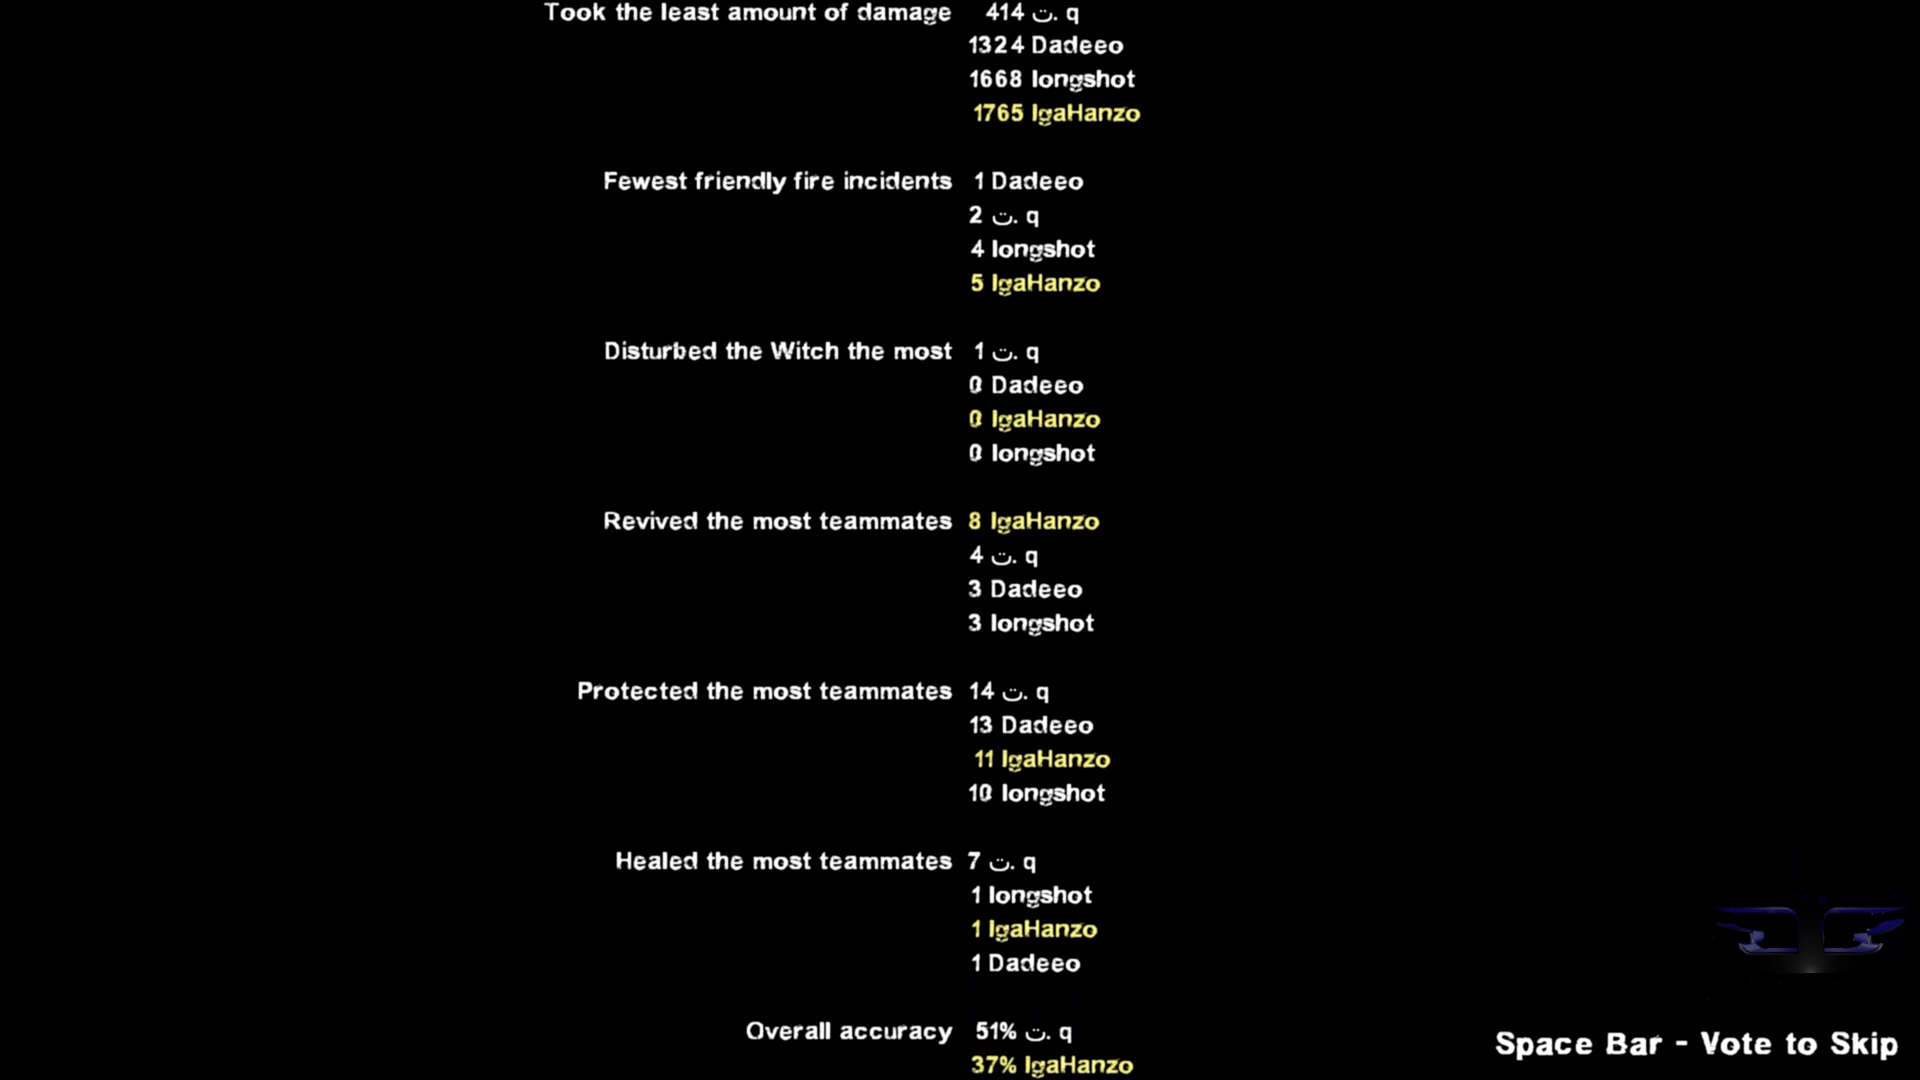 Took the least amount of damage 414 ت. q
1324 Dadeeo
1668 longshot
1765 IgaHanzo
Fewest friendly fire incidents 1 Dadeeo
2 ت. q
4 longshot
5 IgaHanzo
Disturbed the Witch the most 1 ت. q
0 Dadeeo
0 IgaHanzo
0 longshot
Revived the most teammates 8 IgaHanzo
4 ت. q
3 Dadeeo
3 longshot
Protected the most teammates 14 ت. q
13 Dadeeo
11 IgaHanzo
10 longshot
Healed the most teammates 7 ت. q
1 longshot
1 IgaHanzo
1 Dadeeo
Overall accuracy 51% ت. q
37% IgaHanzo
Space Bar - Vote to Skip